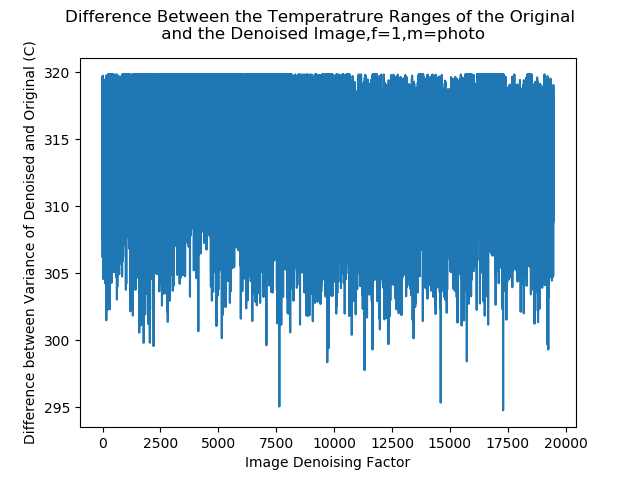 Difference Between the Temperatrure Ranges of the Original
and the Denoised Image,f=1,m=photo
Difference between Variance of Denoised and Original (C)
320
315
310
305
300
295
0 2500 5000 7500 10000 12500 15000 17500 20000
Image Denoising Factor